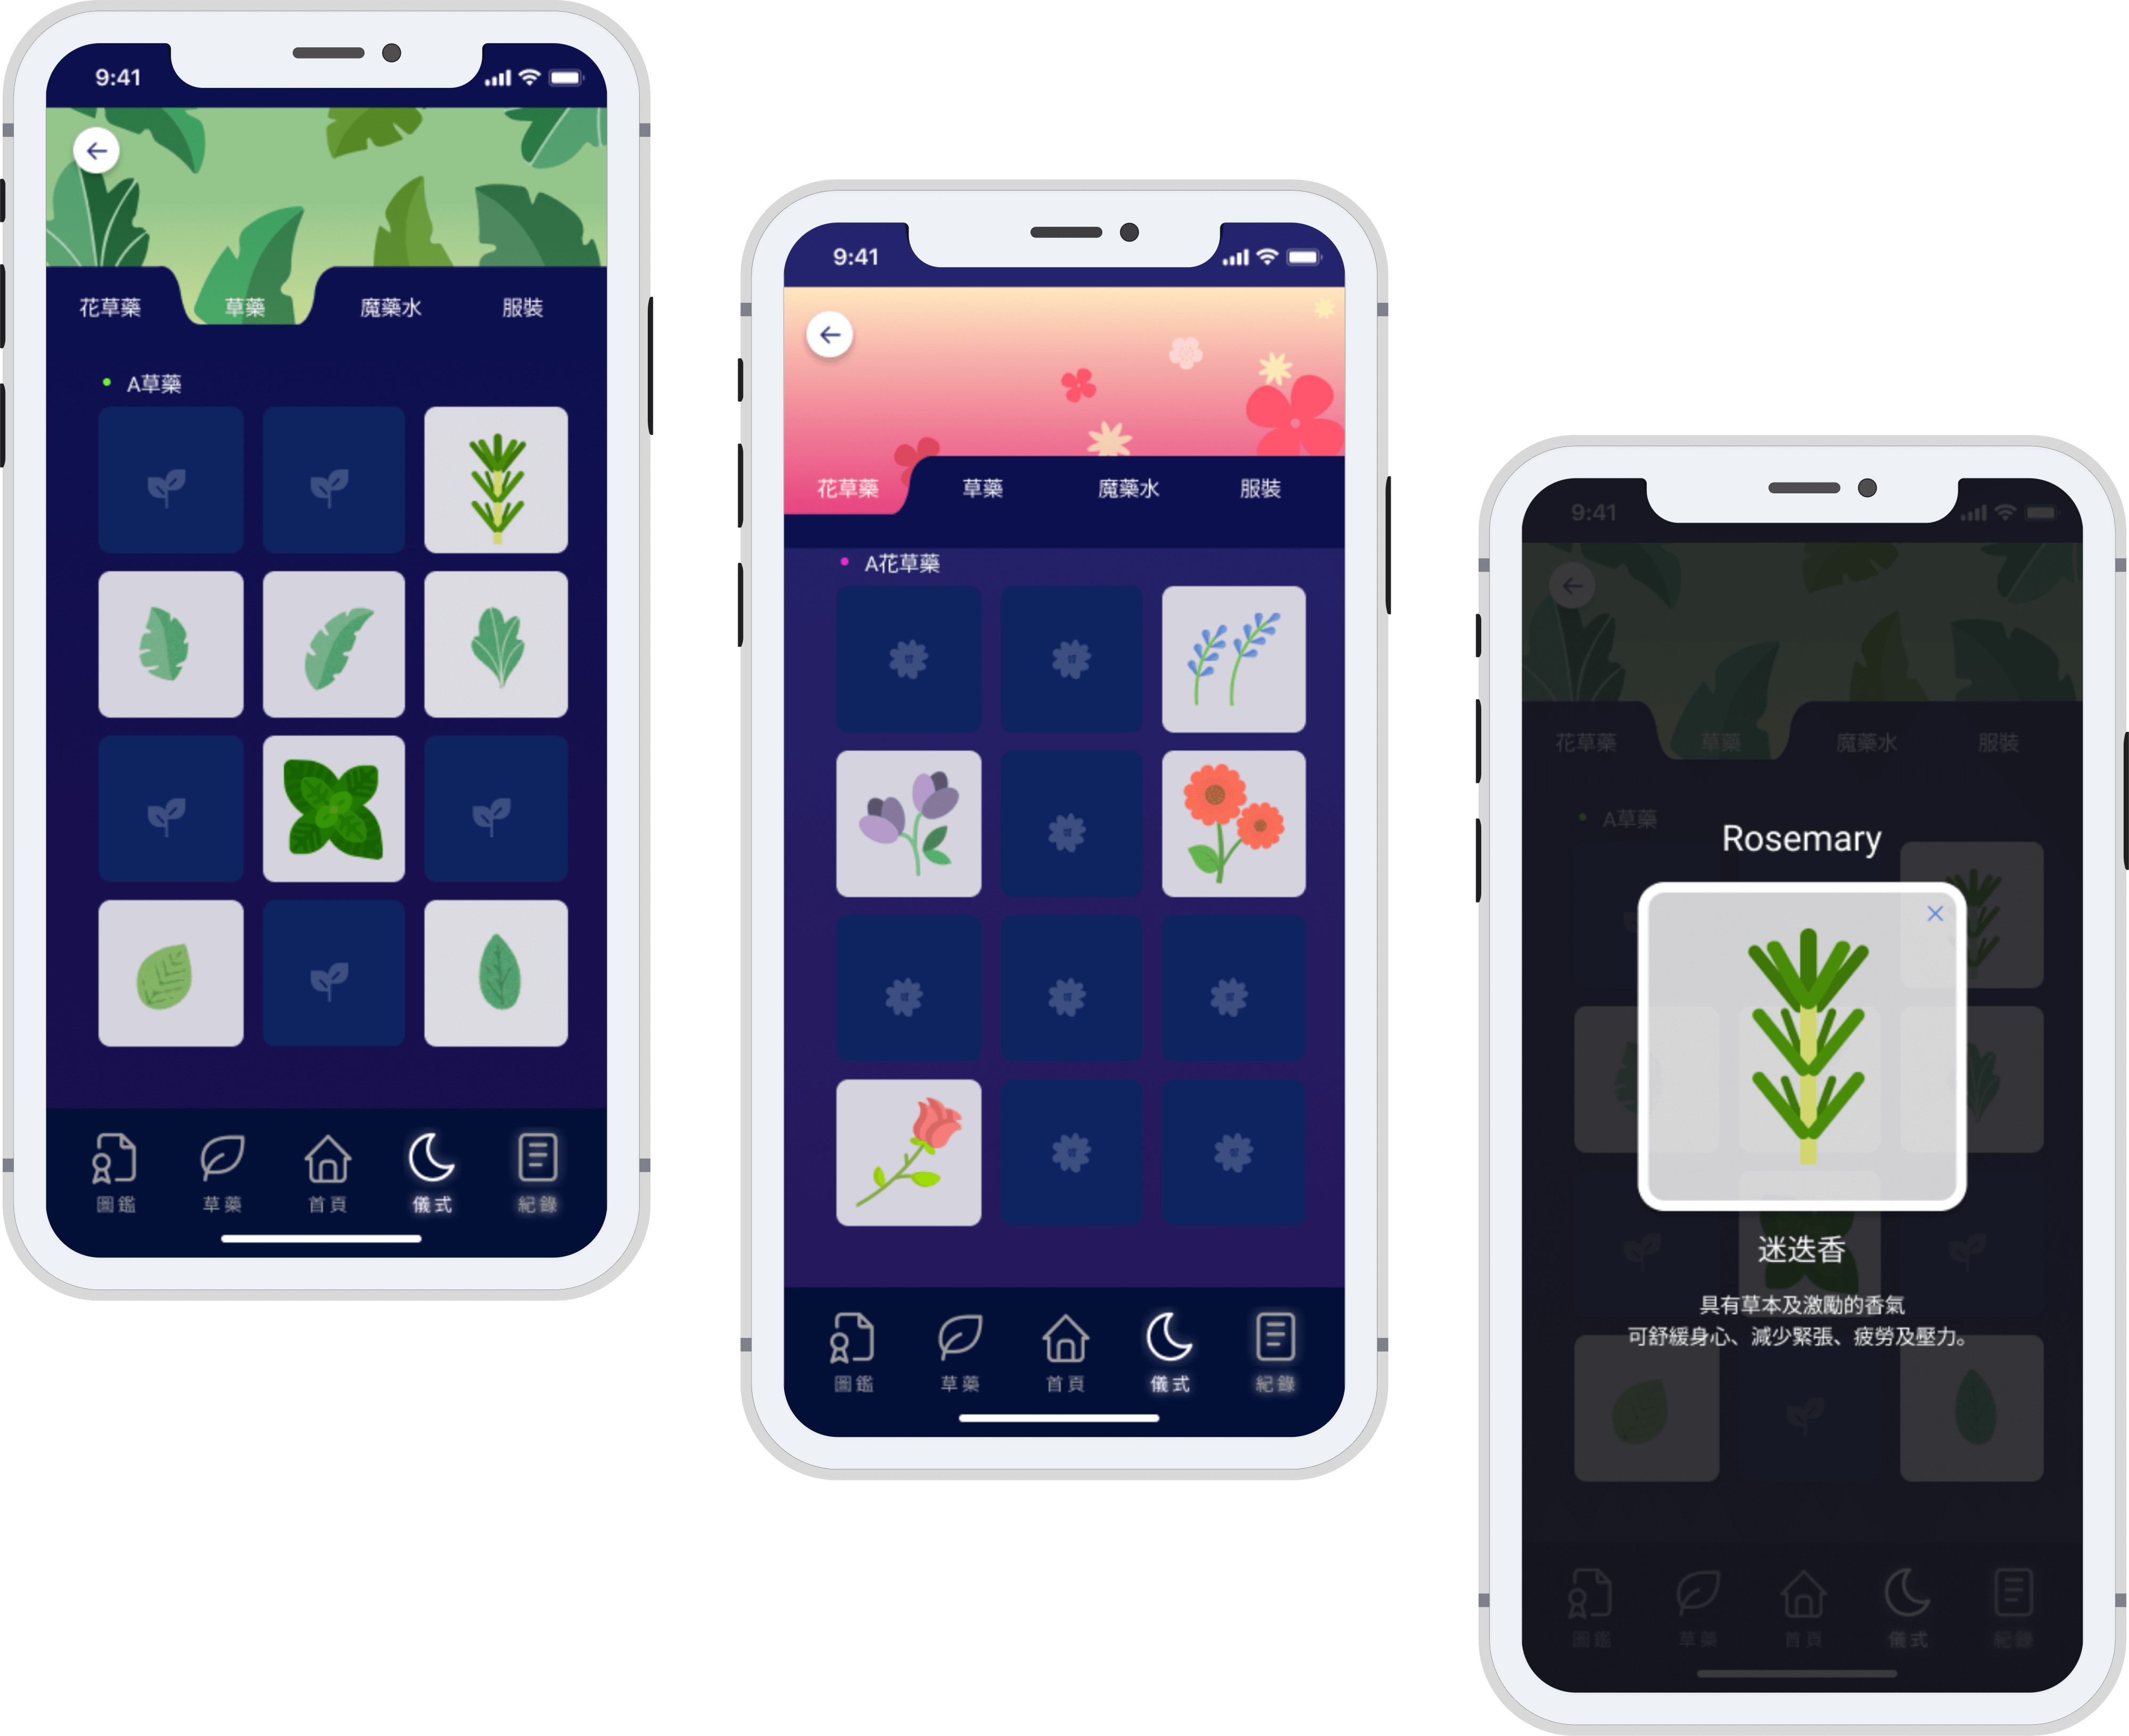 9:41
花草藥 草藥 魔藥水 服裝
A草藥
圖鑑 草藥 首頁 儀式 紀錄
9:41
花草藥 草藥 魔藥水 服裝
A花草藥
圖鑑 草藥 首頁 儀式 紀錄
9:41
花草藥 草藥 魔藥水 服裝
A草藥
Rosemary
迷迭香
具有草本及激勵的香氣
可舒緩身心、減少緊張、疲勞及壓力。
圖鑑 草藥 首頁 儀式 紀錄